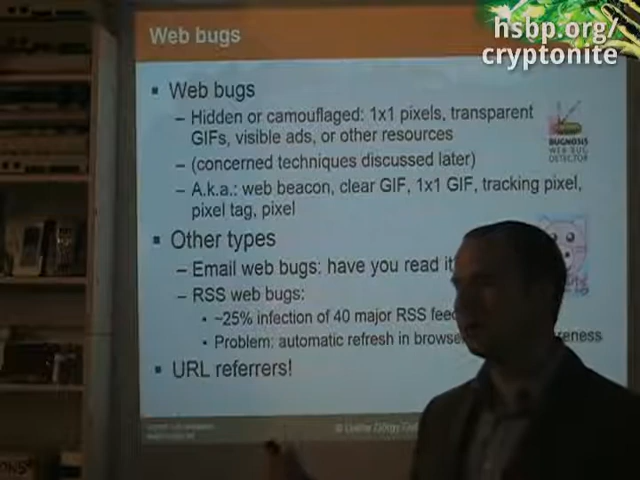 hsbp.org/
cryptonite
Web bugs
Web bugs
– Hidden or camouflaged: 1x1 pixels, transparent
GIFs, visible ads, or other resources
– (concerned techniques discussed later)
– A.k.a.: web beacon, clear GIF, 1x1 GIF, tracking pixel,
pixel tag, pixel
BUGNOSIS
WEB BUG
DETECTOR
Other types
– Email web bugs: have you read it
– RSS web bugs:
• ~25% infection of 40 major RSS fee
• Problem: automatic refresh in browse
URL referrers!